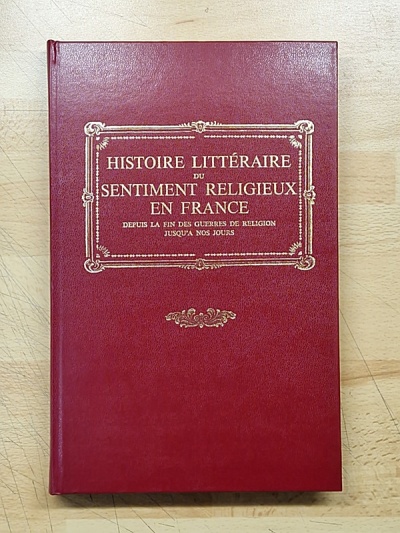 HISTOIRE LITTÉRAIRE
DU
SENTIMENT RELIGIEUX
EN FRANCE
DEPUIS LA FIN DES GUERRES DE RELIGION
JUSQU'A NOS JOURS